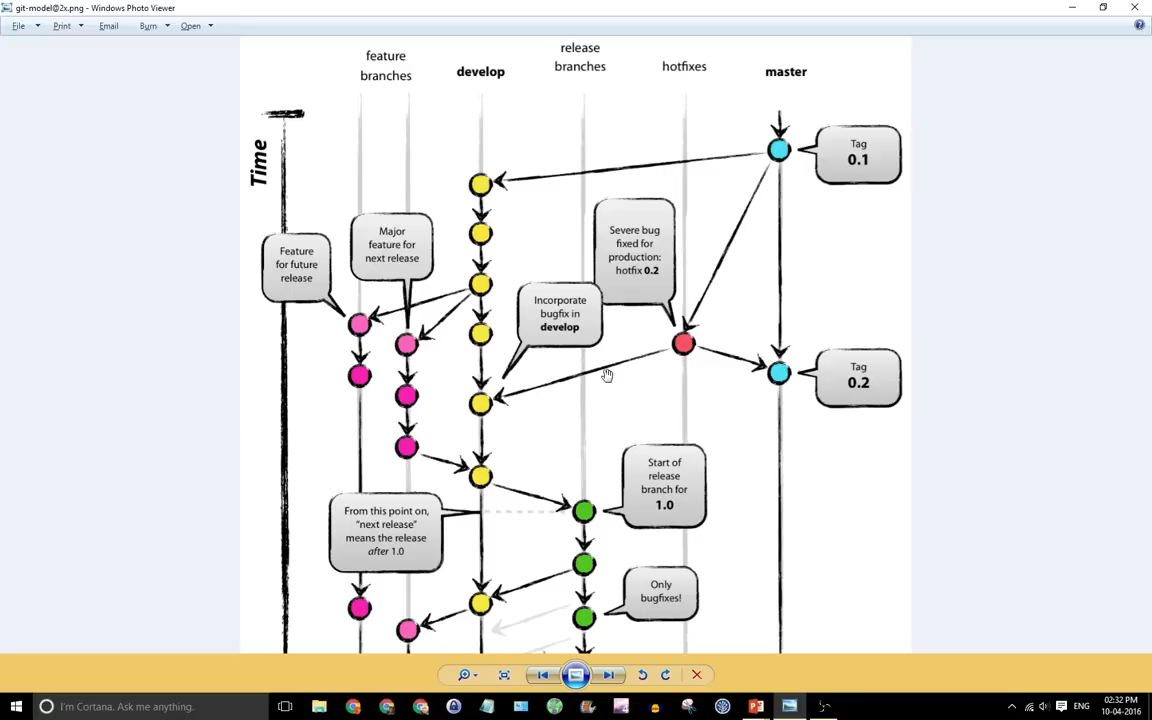 git-model@2x.png - Windows Photo Viewer
File Print Email Burn Open
feature
branches
develop
release
branches
hotfixes
master
Time
Tag
0.1
Major
feature for
next release
Severe bug
fixed for
production:
hotfix 0.2
Feature
for future
release
Incorporate
bugfix in
develop
Tag
0.2
Start of
release
branch for
1.0
From this point on,
“next release”
means the release
after 1.0
Only
bugfixes!
I'm Cortana. Ask me anything.
ENG
02:32 PM
10-04-2016